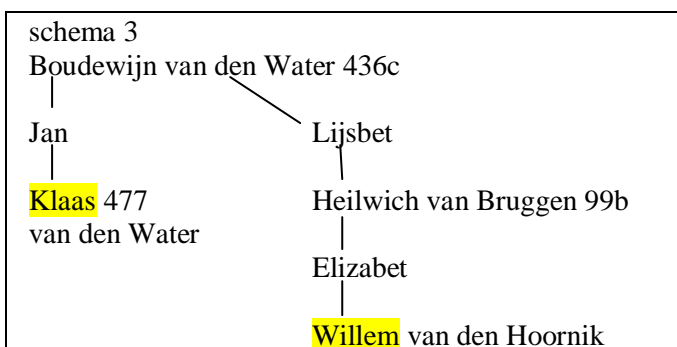 schema 3
Boudewijn van den Water 436c
Jan Lijsbet
Klaas 477 Heilwich van Bruggen 99b
van den Water
Elizabet
Willem van den Hoornik